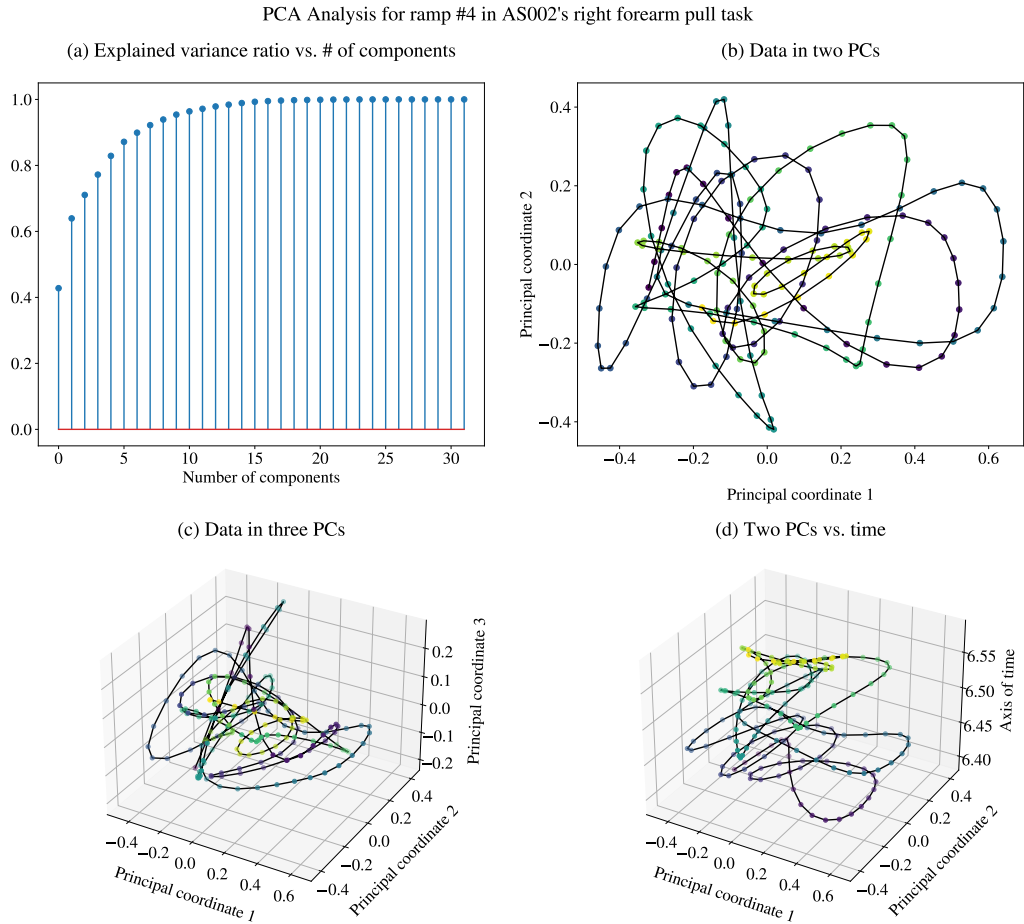 PCA Analysis for ramp #4 in AS002's right forearm pull task
(a) Explained variance ratio vs. # of components
1.0
0.8
0.6
0.4
0.2
0.0
0 5 10 15 20 25 30
Number of components
(b) Data in two PCs
Principal coordinate 2
0.4
0.2
0.0
−0.2
−0.4
−0.4 −0.2 0.0 0.2 0.4 0.6
Principal coordinate 1
(c) Data in three PCs
Principal coordinate 3
0.2
0.1
0.0
−0.1
−0.2
0.4
0.2
0.0
−0.2
−0.4
Principal coordinate 2
−0.4 −0.2 0.0 0.2 0.4 0.6
Principal coordinate 1
(d) Two PCs vs. time
Axis of time
6.55
6.50
6.45
6.40
0.4
0.2
0.0
−0.2
−0.4
Principal coordinate 2
−0.4 −0.2 0.0 0.2 0.4 0.6
Principal coordinate 1